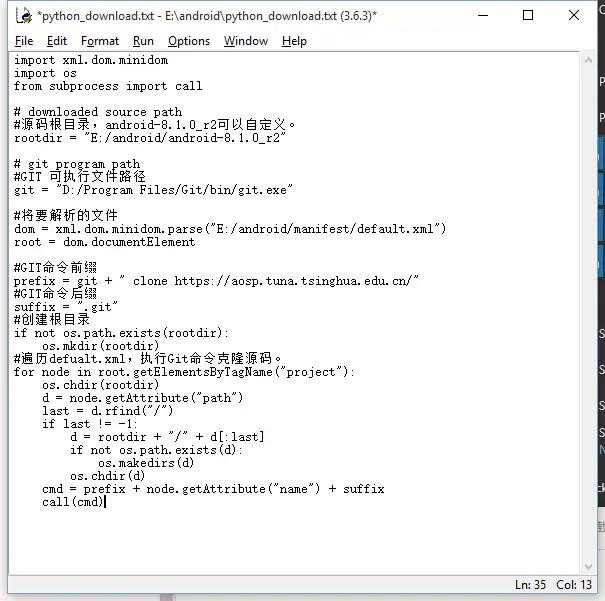 *python_download.txt - E:\android\python_download.txt (3.6.3)*
File Edit Format Run Options Window Help
import xml.dom.minidom
import os
from subprocess import call
# downloaded source path
#源码根目录，android-8.1.0_r2可以自定义。
rootdir = "E:/android/android-8.1.0_r2"
# git program path
#GIT 可执行文件路径
git = "D:/Program Files/Git/bin/git.exe"
#将要解析的文件
dom = xml.dom.minidom.parse("E:/android/manifest/default.xml")
root = dom.documentElement
#GIT命令前缀
prefix = git + " clone https://aosp.tuna.tsinghua.edu.cn/"
#GIT命令后缀
suffix = ".git"
#创建根目录
if not os.path.exists(rootdir):
    os.mkdir(rootdir)
#遍历defualt.xml，执行Git命令克隆源码。
for node in root.getElementsByTagName("project"):
    os.chdir(rootdir)
    d = node.getAttribute("path")
    last = d.rfind("/")
    if last != -1:
        d = rootdir + "/" + d[:last]
        if not os.path.exists(d):
            os.makedirs(d)
        os.chdir(d)
    cmd = prefix + node.getAttribute("name") + suffix
    call(cmd)
Ln: 35 Col: 13